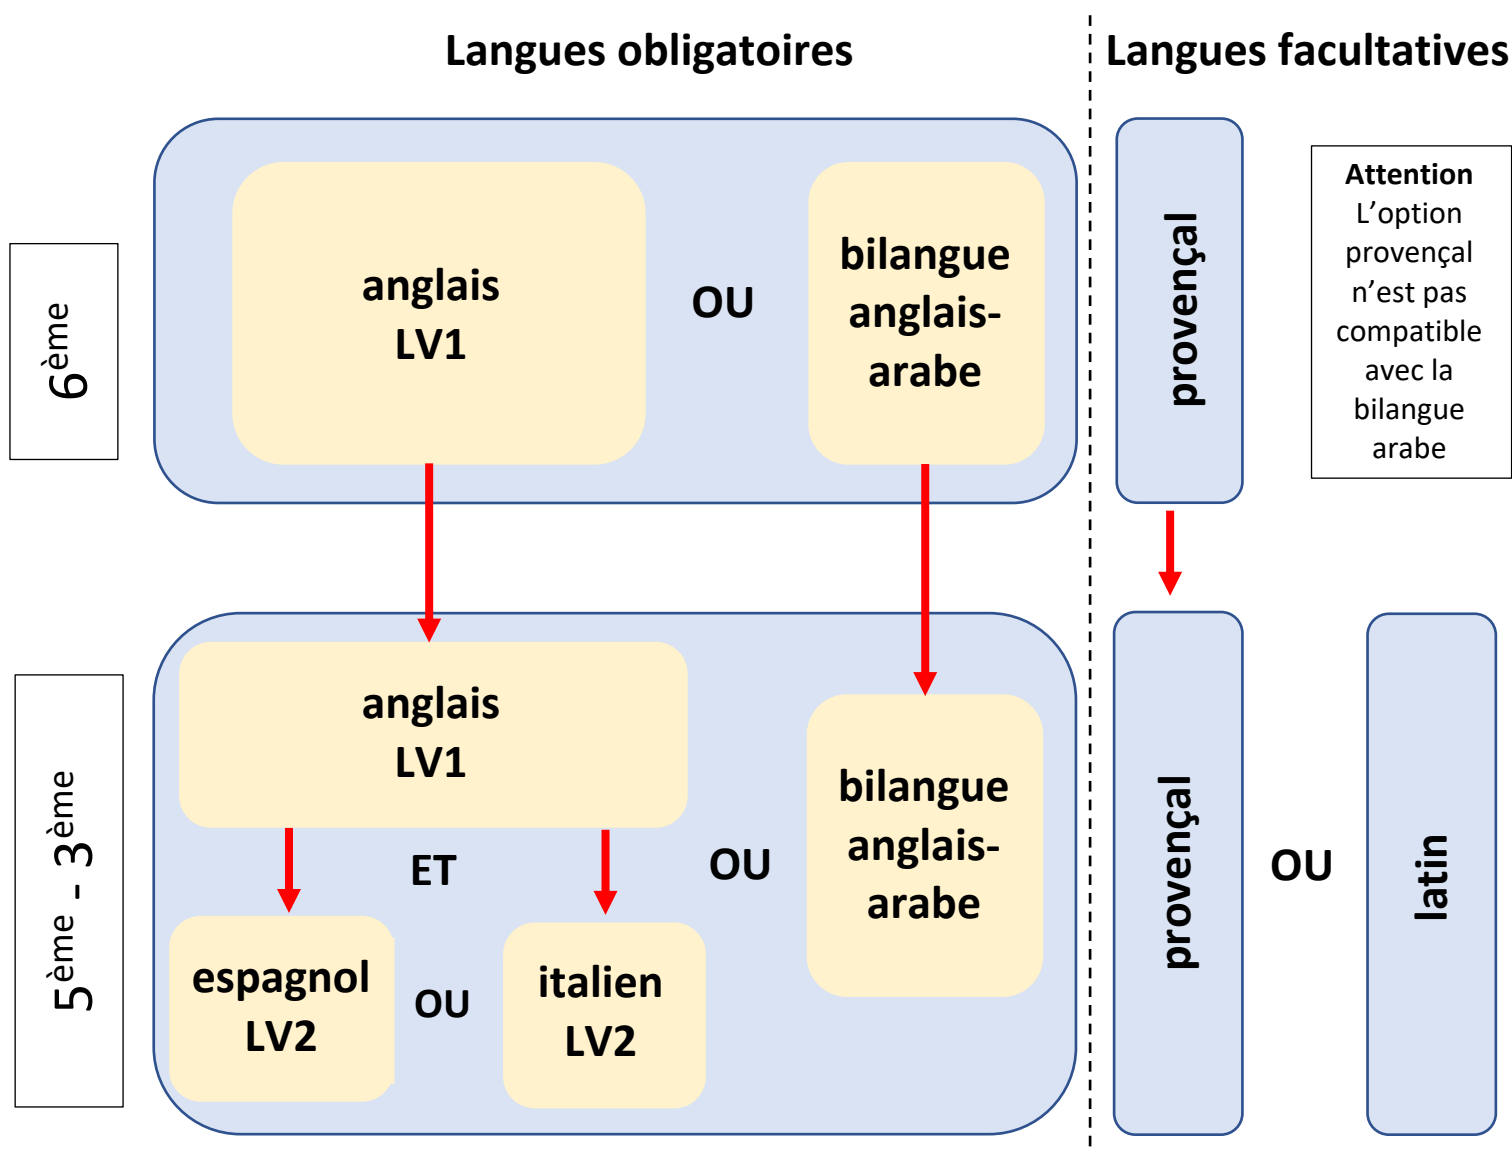 Langues obligatoires
Langues facultatives
6ème
anglais
LV1
OU
bilangue
anglais-
arabe
provençal
Attention
L’option
provençal
n’est pas
compatible
avec la
bilangue
arabe
5ème - 3ème
anglais
LV1
ET
espagnol
LV2
OU
italien
LV2
OU
bilangue
anglais-
arabe
provençal
OU
latin